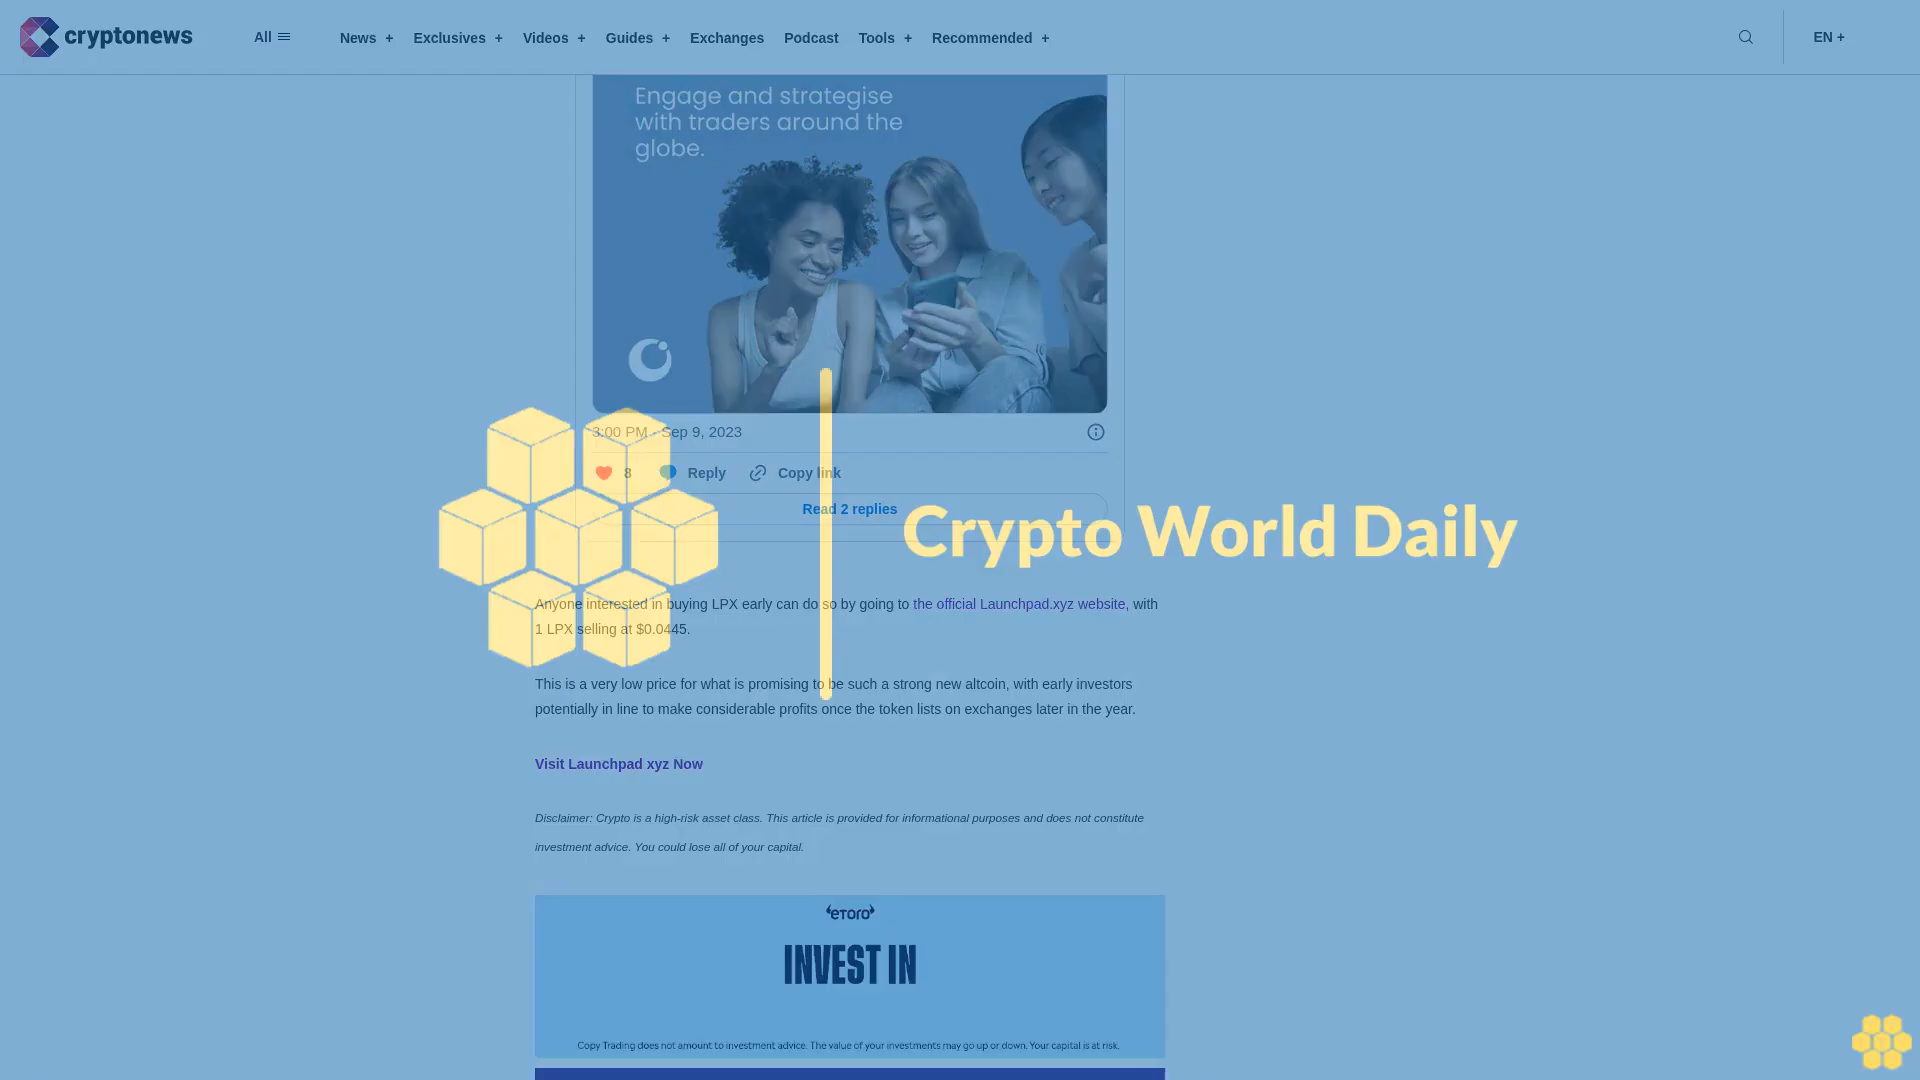 cryptonews
All
News + Exclusives + Videos + Guides + Exchanges Podcast Tools + Recommended +
EN +
Engage and strategise
with traders around the
globe.
3:00 PM · Sep 9, 2023
8 Reply Copy link
Read 2 replies
Crypto World Daily
Anyone interested in buying LPX early can do so by going to the official Launchpad.xyz website, with
1 LPX selling at $0.0445.
This is a very low price for what is promising to be such a strong new altcoin, with early investors
potentially in line to make considerable profits once the token lists on exchanges later in the year.
Visit Launchpad xyz Now
Disclaimer: Crypto is a high-risk asset class. This article is provided for informational purposes and does not constitute
investment advice. You could lose all of your capital.
eToro
INVEST IN
Copy Trading does not amount to investment advice. The value of your investments may go up or down. Your capital is at risk.